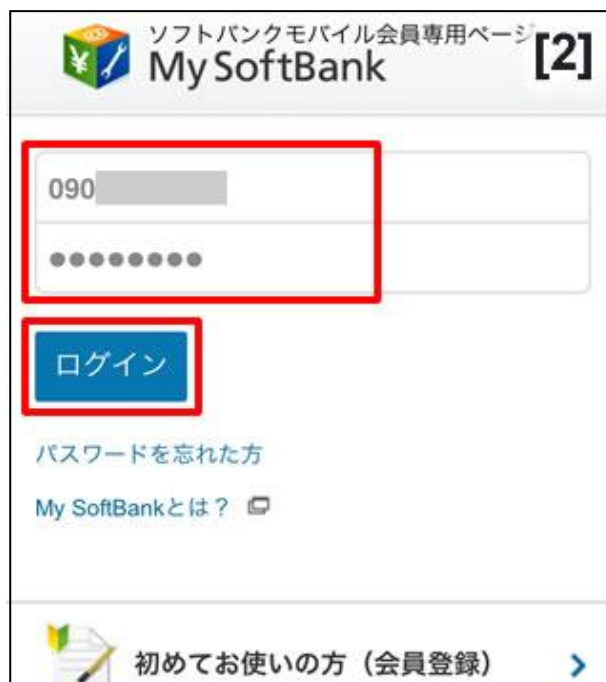 ソフトバンクモバイル会員専用ページ
My SoftBank
[2]
090
●●●●●●●●
ログイン
パスワードを忘れた方
My SoftBankとは？
初めてお使いの方（会員登録）